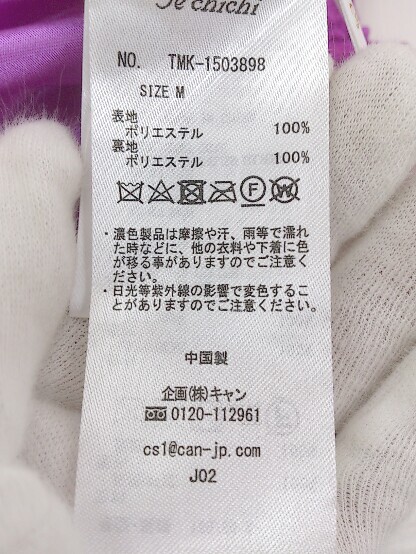 Te chichi
NO. TMK-1503898
SIZE M
表地
ポリエステル 100%
裏地
ポリエステル 100%
F W
・濃色製品は摩擦や汗、雨等で濡れ
た時などに、他の衣料や下着に色
が移る事がありますのでご注意く
ださい。
・日光等紫外線の影響で変色するこ
とがありますのでご注意ください。
中国製
企画(株)キャン
0120-112961
cs1@can-jp.com
J02